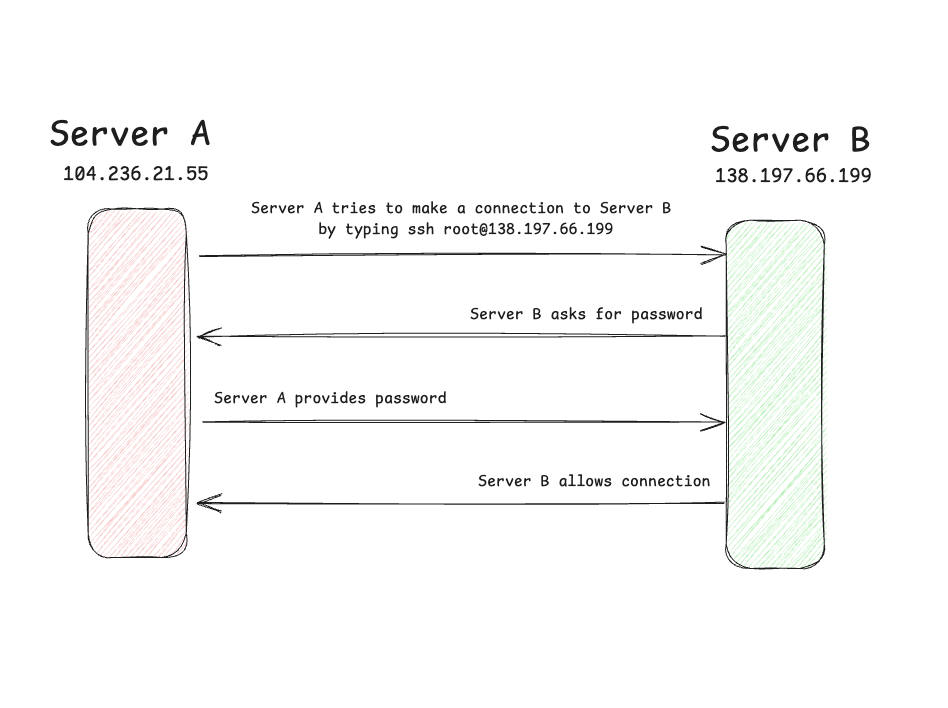 Server A
104.236.21.55
Server B
138.197.66.199
Server A tries to make a connection to Server B
by typing ssh root@138.197.66.199
Server B asks for password
Server A provides password
Server B allows connection